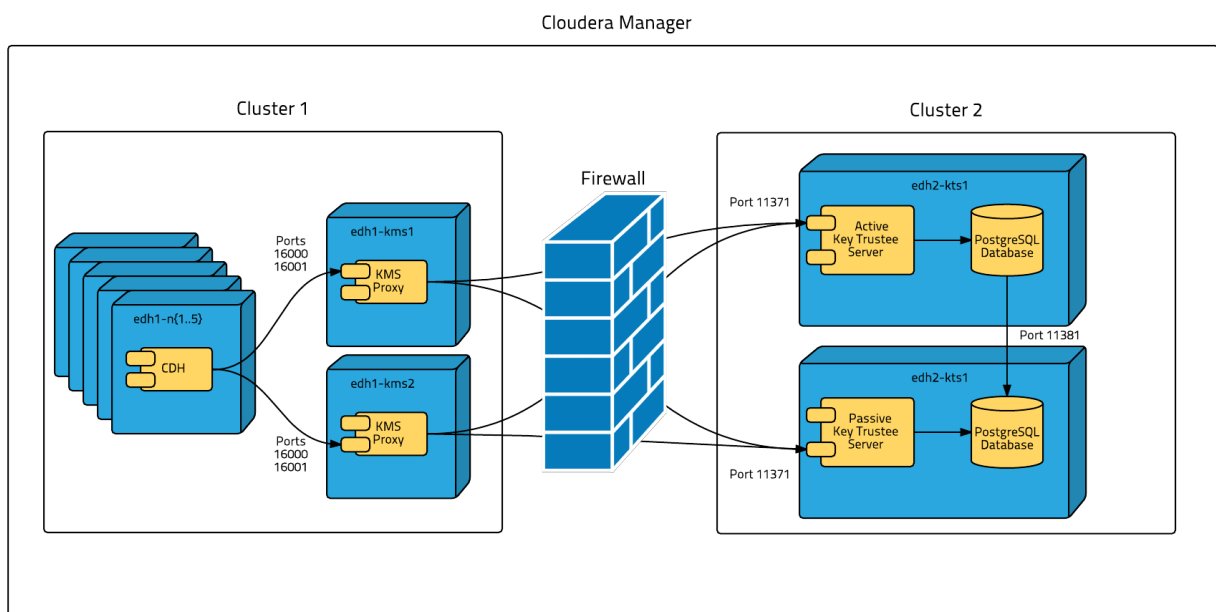 Cloudera Manager
Cluster 1
Cluster 2
Firewall
edh1-n{1..5}
CDH
Ports
16000
16001
Ports
16000
16001
edh1-kms1
KMS
Proxy
edh1-kms2
KMS
Proxy
Port 11371
Port 11371
edh2-kts1
Active
Key Trustee
Server
PostgreSQL
Database
Port 11381
edh2-kts1
Passive
Key Trustee
Server
PostgreSQL
Database